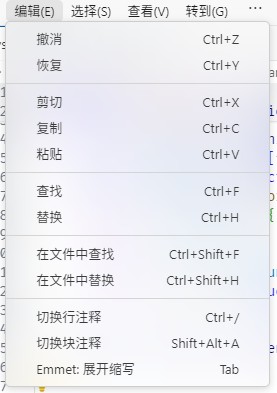 编辑(E) 选择(S) 查看(V) 转到(G) ···
撤消 Ctrl+Z
恢复 Ctrl+Y
剪切 Ctrl+X
复制 Ctrl+C
粘贴 Ctrl+V
查找 Ctrl+F
替换 Ctrl+H
在文件中查找 Ctrl+Shift+F
在文件中替换 Ctrl+Shift+H
切换行注释 Ctrl+/
切换块注释 Shift+Alt+A
Emmet: 展开缩写 Tab